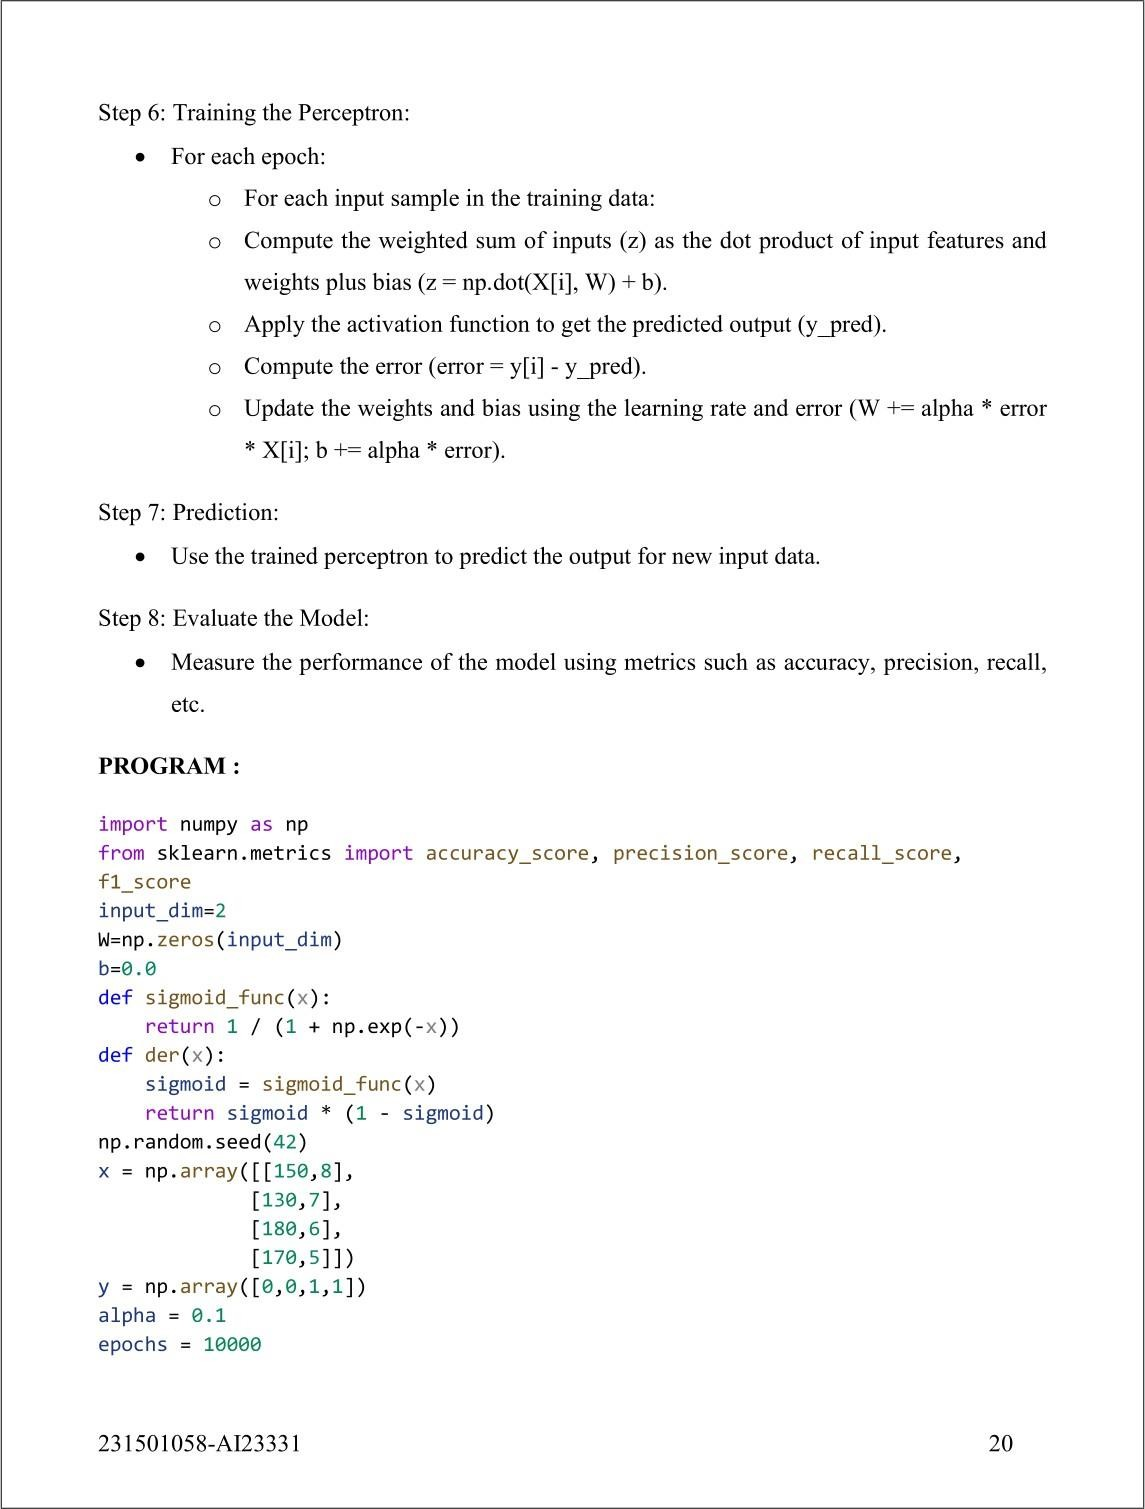 Step 6: Training the Perceptron:
• For each epoch:
o For each input sample in the training data:
o Compute the weighted sum of inputs (z) as the dot product of input features and
weights plus bias (z = np.dot(X[i], W) + b).
o Apply the activation function to get the predicted output (y_pred).
o Compute the error (error = y[i] - y_pred).
o Update the weights and bias using the learning rate and error (W += alpha * error
* X[i]; b += alpha * error).
Step 7: Prediction:
• Use the trained perceptron to predict the output for new input data.
Step 8: Evaluate the Model:
• Measure the performance of the model using metrics such as accuracy, precision, recall,
etc.
PROGRAM :
import numpy as np
from sklearn.metrics import accuracy_score, precision_score, recall_score,
f1_score
input_dim=2
W=np.zeros(input_dim)
b=0.0
def sigmoid_func(x):
    return 1 / (1 + np.exp(-x))
def der(x):
    sigmoid = sigmoid_func(x)
    return sigmoid * (1 - sigmoid)
np.random.seed(42)
x = np.array([[150,8],
             [130,7],
             [180,6],
             [170,5]])
y = np.array([0,0,1,1])
alpha = 0.1
epochs = 10000
231501058-AI23331 20